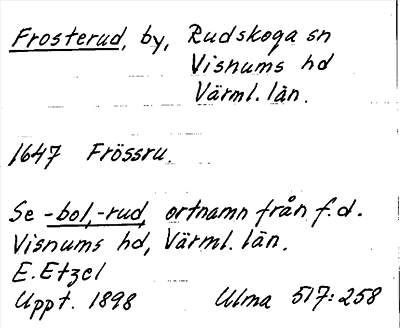 Frosterud, by, Rudskoga sn
Visnums hd
Värml. län.
1647 Frössru.
Se -bol, -rud, ortnamn från f.d.
Visnums hd, Värml. län.
E. Etzel
Uppt. 1898 Ulma 517:258